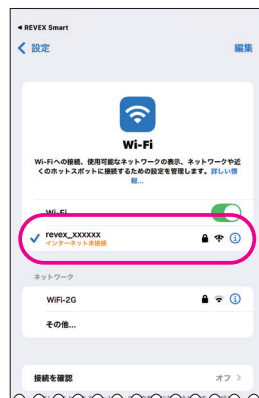 ◀ REVEX Smart
設定
編集
Wi-Fi
Wi-Fiへの接続、使用可能なネットワークの表示、ネットワークや近
くのホットスポットに接続するための設定を管理します。詳しい情
報...
Wi-Fi
revex_xxxxxx
インターネット未接続
ネットワーク
WiFi-2G
その他...
接続を確認
オフ